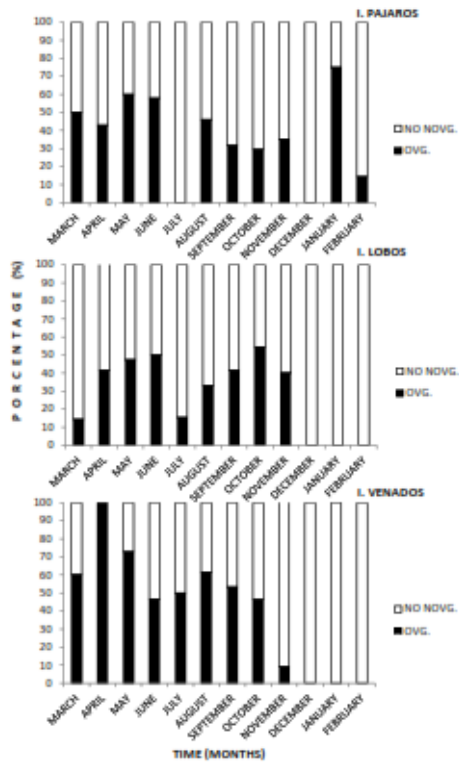 I. PAJAROS
100
90
80
70
60
50
40
30
20
10
0
NO NOVG.
OVG.
MARCH
APRIL
MAY
JUNE
JULY
AUGUST
SEPTEMBER
OCTOBER
NOVEMBER
DECEMBER
JANUARY
FEBRUARY
I. LOBOS
PORCENTAGE (%)
100
90
80
70
60
50
40
30
20
10
0
NO NOVG.
OVG.
MARCH
APRIL
MAY
JUNE
JULY
AUGUST
SEPTEMBER
OCTOBER
NOVEMBER
DECEMBER
JANUARY
FEBRUARY
I. VENADOS
100
90
80
70
60
50
40
30
20
10
0
NO NOVG.
OVG.
MARCH
APRIL
MAY
JUNE
JULY
AUGUST
SEPTEMBER
OCTOBER
NOVEMBER
DECEMBER
JANUARY
FEBRUARY
TIME (MONTHS)